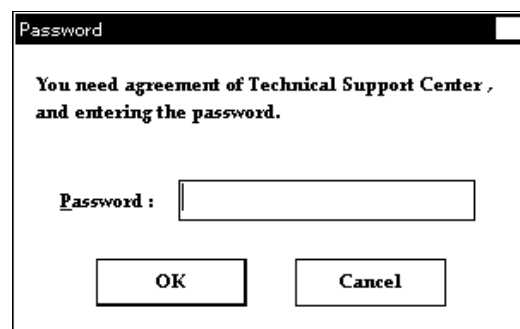 Password
You need agreement of Technical Support Center ,
and entering the password.
Password :
OK Cancel